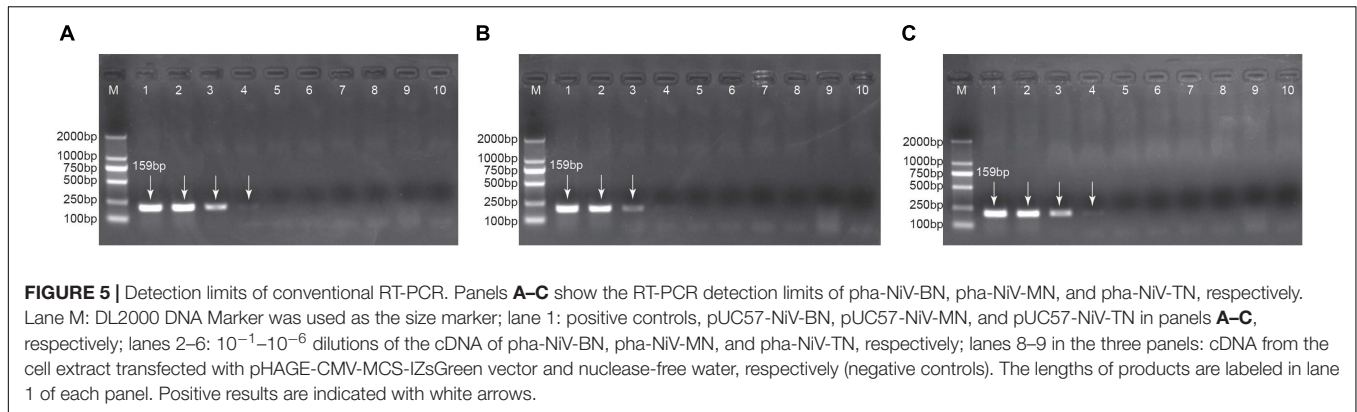 A
B
C
M 1 2 3 4 5 6 7 8 9 10
2000bp
1000bp
750bp
500bp
250bp
100bp
159bp
M 1 2 3 4 5 6 7 8 9 10
2000bp
1000bp
750bp
500bp
250bp
100bp
159bp
M 1 2 3 4 5 6 7 8 9 10
2000bp
1000bp
750bp
500bp
250bp
100bp
159bp
FIGURE 5 | Detection limits of conventional RT-PCR. Panels A–C show the RT-PCR detection limits of pha-NiV-BN, pha-NiV-MN, and pha-NiV-TN, respectively.
Lane M: DL2000 DNA Marker was used as the size marker; lane 1: positive controls, pUC57-NiV-BN, pUC57-NiV-MN, and pUC57-NiV-TN in panels A–C,
respectively; lanes 2–6: 10⁻¹–10⁻⁶ dilutions of the cDNA of pha-NiV-BN, pha-NiV-MN, and pha-NiV-TN, respectively; lanes 8–9 in the three panels: cDNA from the
cell extract transfected with pHAGE-CMV-MCS-IZsGreen vector and nuclease-free water, respectively (negative controls). The lengths of products are labeled in lane
1 of each panel. Positive results are indicated with white arrows.